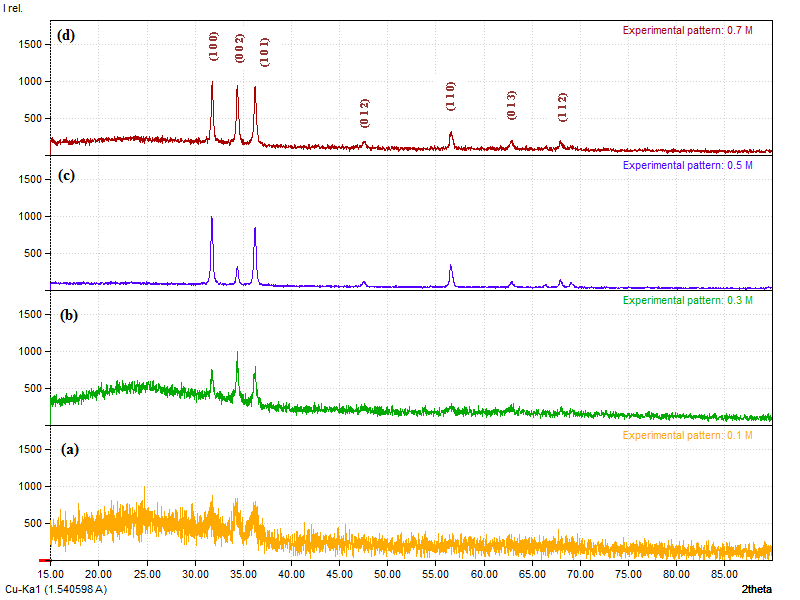 I rel.
(d)
(1 0 0)
(0 0 2)
(1 0 1)
(0 1 2)
(1 1 0)
(0 1 3)
(1 1 2)
Experimental pattern: 0.7 M
1500
1000
500
(c)
Experimental pattern: 0.5 M
1500
1000
500
(b)
Experimental pattern: 0.3 M
1500
1000
500
(a)
Experimental pattern: 0.1 M
1500
1000
500
15.00 20.00 25.00 30.00 35.00 40.00 45.00 50.00 55.00 60.00 65.00 70.00 75.00 80.00 85.00
Cu-Ka1 (1.540598 A) 2theta